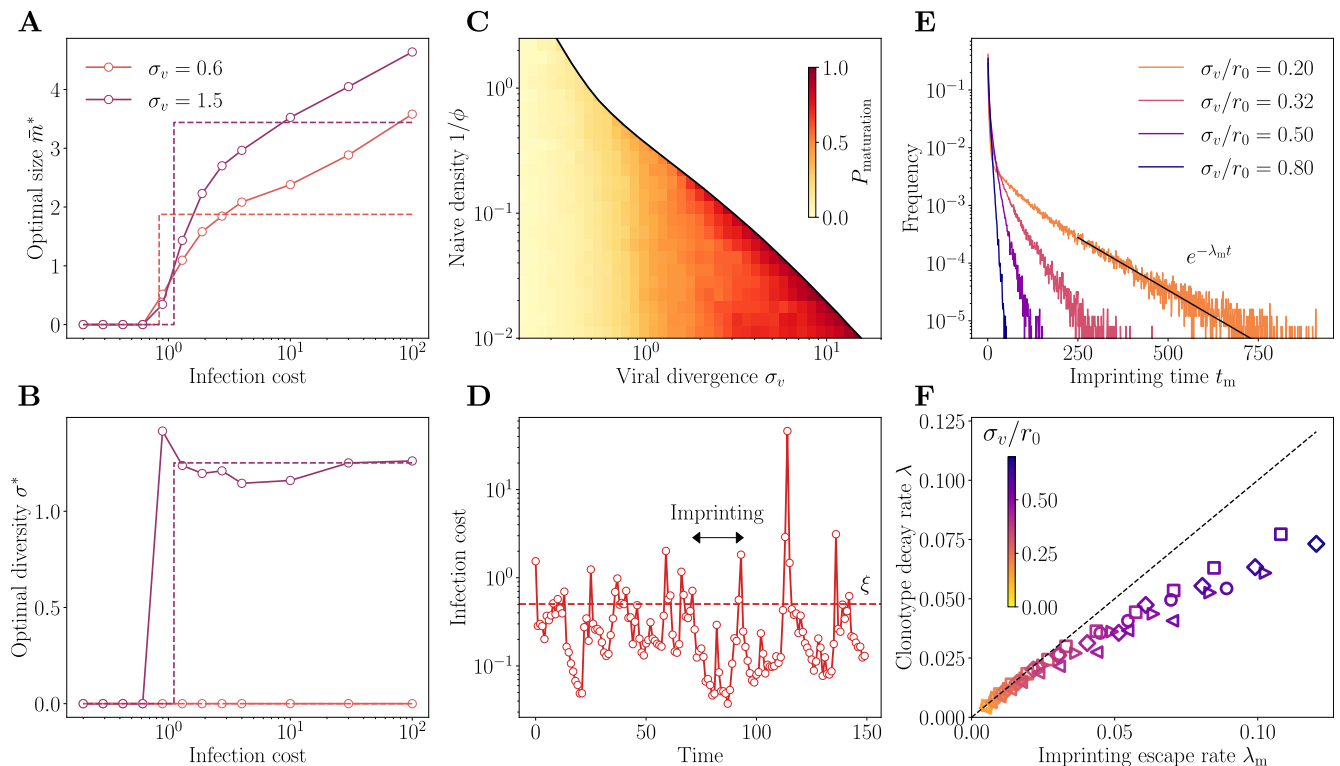 A
σ_v = 0.6
σ_v = 1.5
Optimal size m̄*
4
3
2
1
0
10^0
10^1
10^2
Infection cost
B
Optimal diversity σ*
1.0
0.5
0.0
10^0
10^1
10^2
Infection cost
C
Naive density 1/ϕ
10^0
10^-1
10^-2
1.0
0.5
0.0
P_maturation
10^0
10^1
Viral divergence σ_v
D
Infection cost
10^1
10^0
10^-1
Imprinting
ξ
0
50
100
150
Time
E
Frequency
10^-1
10^-2
10^-3
10^-4
10^-5
σ_v/r_0 = 0.20
σ_v/r_0 = 0.32
σ_v/r_0 = 0.50
σ_v/r_0 = 0.80
e^{-λ_m t}
0
250
500
750
Imprinting time t_m
F
Clonotype decay rate λ
0.125
0.100
0.075
0.050
0.025
0.000
σ_v/r_0
0.50
0.25
0.00
0.00
0.05
0.10
Imprinting escape rate λ_m